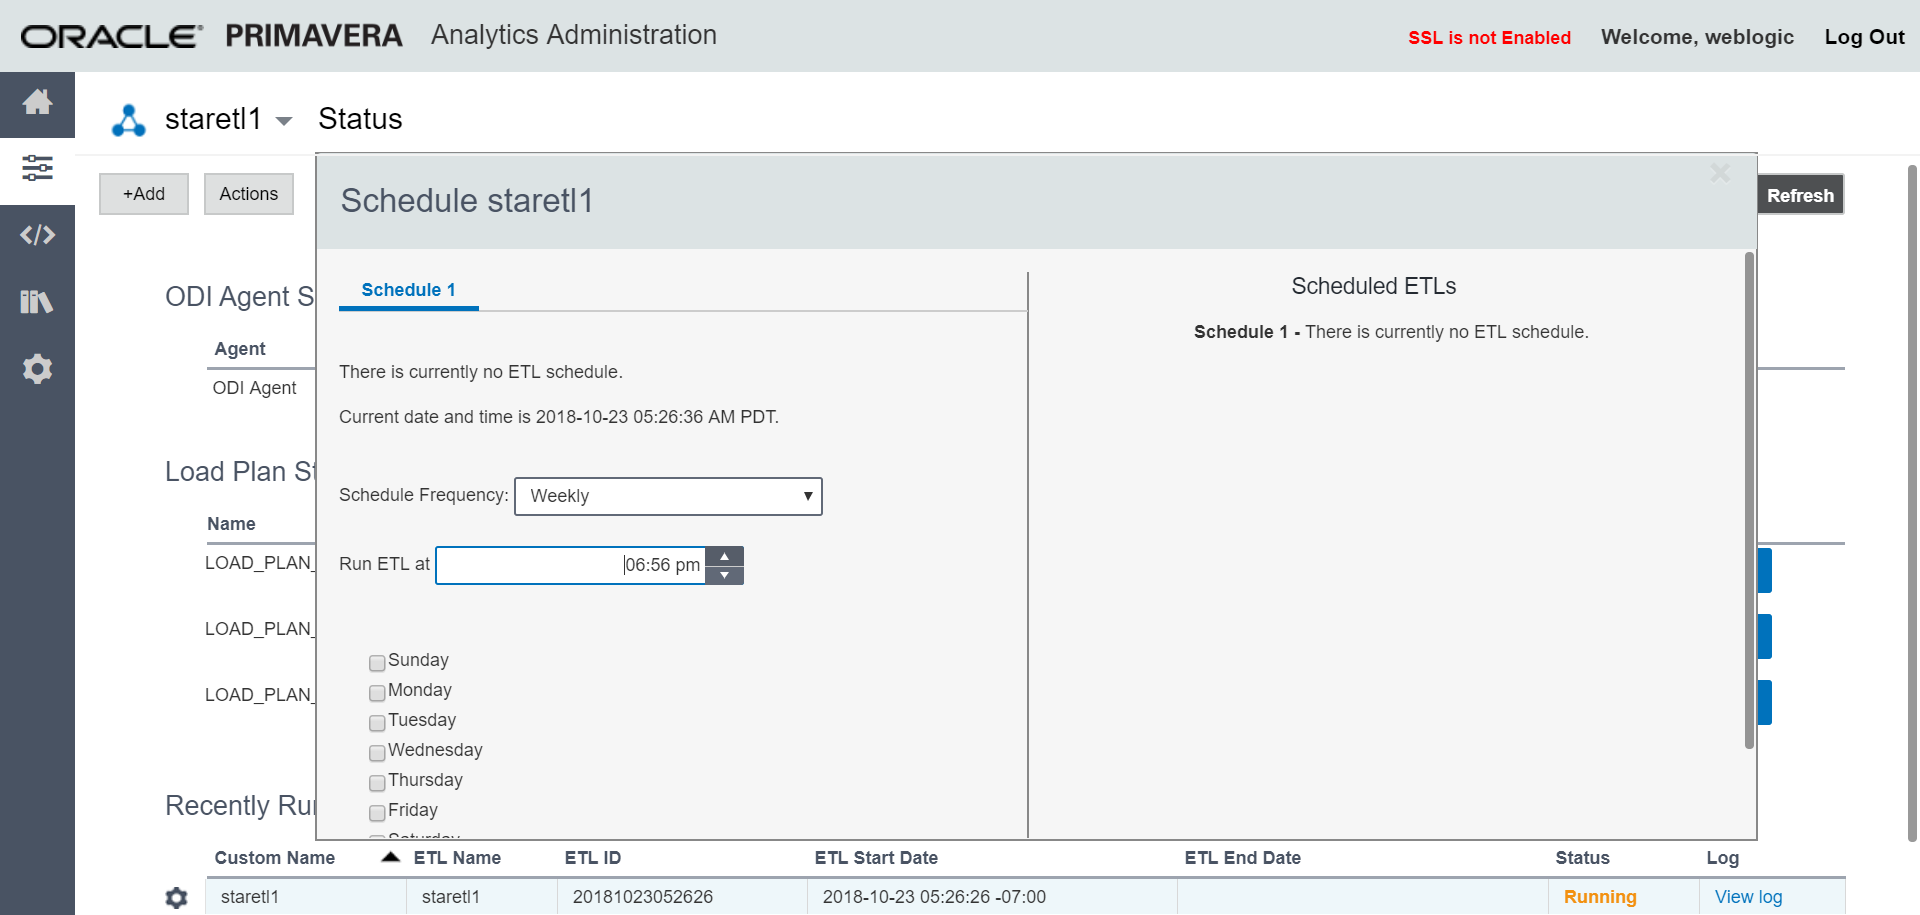 ORACLE PRIMAVERA Analytics Administration
SSL is not Enabled Welcome, weblogic Log Out
staretl1 Status
+Add Actions Refresh
Schedule staretl1
Schedule 1
There is currently no ETL schedule.
Current date and time is 2018-10-23 05:26:36 AM PDT.
Schedule Frequency: Weekly
Run ETL at 06:56 pm
Sunday
Monday
Tuesday
Wednesday
Thursday
Friday
Saturday
Scheduled ETLs
Schedule 1 - There is currently no ETL schedule.
ODI Agent S
Agent
ODI Agent
Load Plan St
Name
LOAD_PLAN_
LOAD_PLAN_
LOAD_PLAN_
Recently Ru
Custom Name ETL Name ETL ID ETL Start Date ETL End Date Status Log
staretl1 staretl1 20181023052626 2018-10-23 05:26:26 -07:00 Running View log